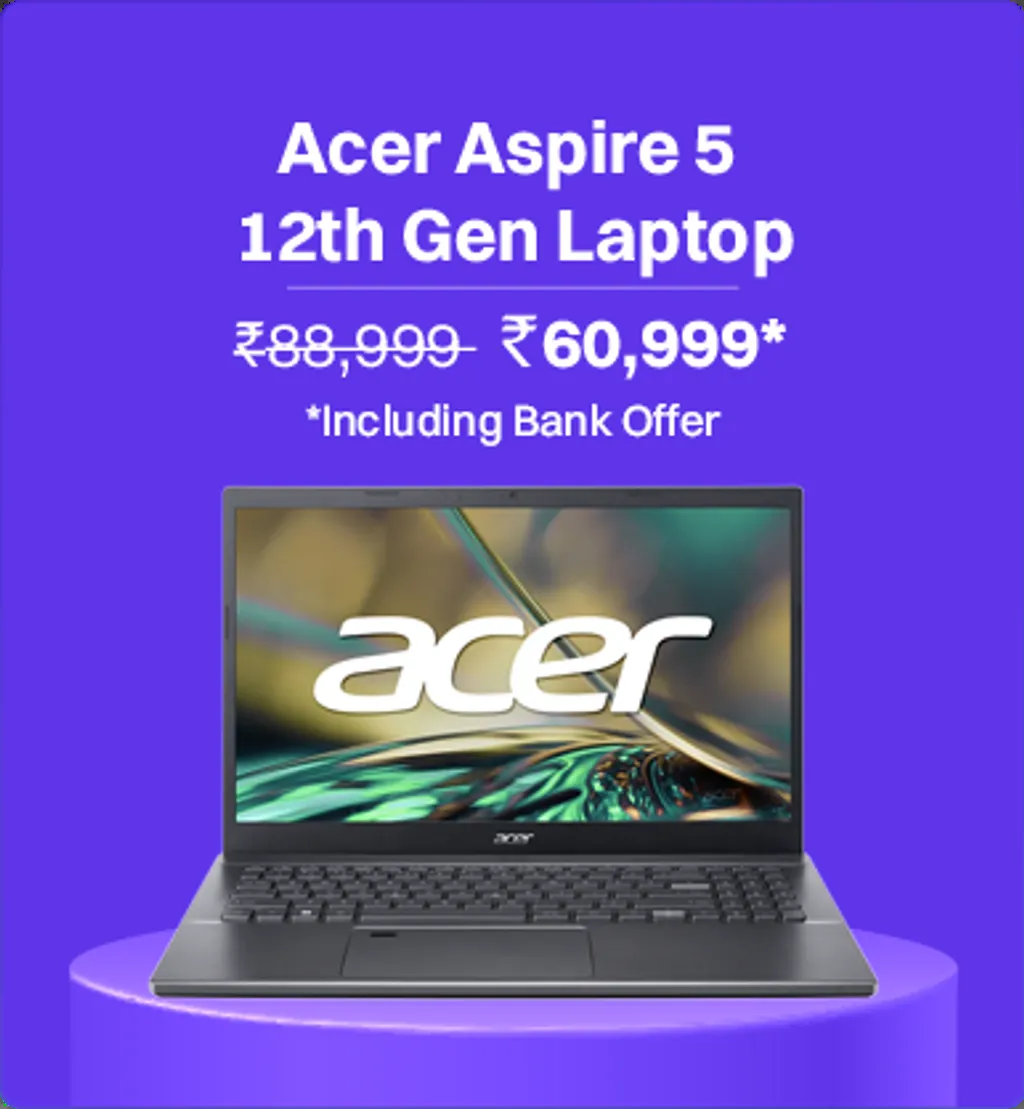 Acer Aspire 5
12th Gen Laptop
₹88,999 ₹60,999*
*Including Bank Offer
acer
acer